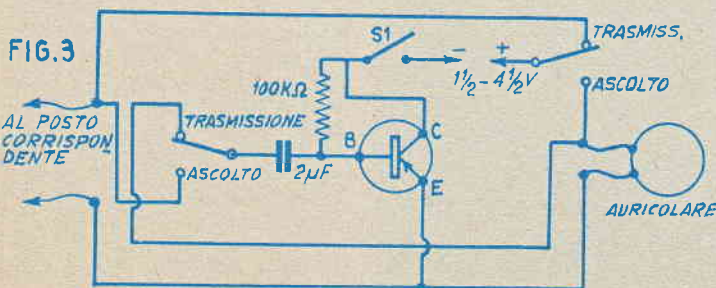 FIG.3
S1
- +
TRASMISS.
1½-4½V
100KΩ
ASCOLTO
AL POSTO
CORRISPON
DENTE
TRASMISSIONE
B
C
ASCOLTO
2µF
E
AURICOLARE